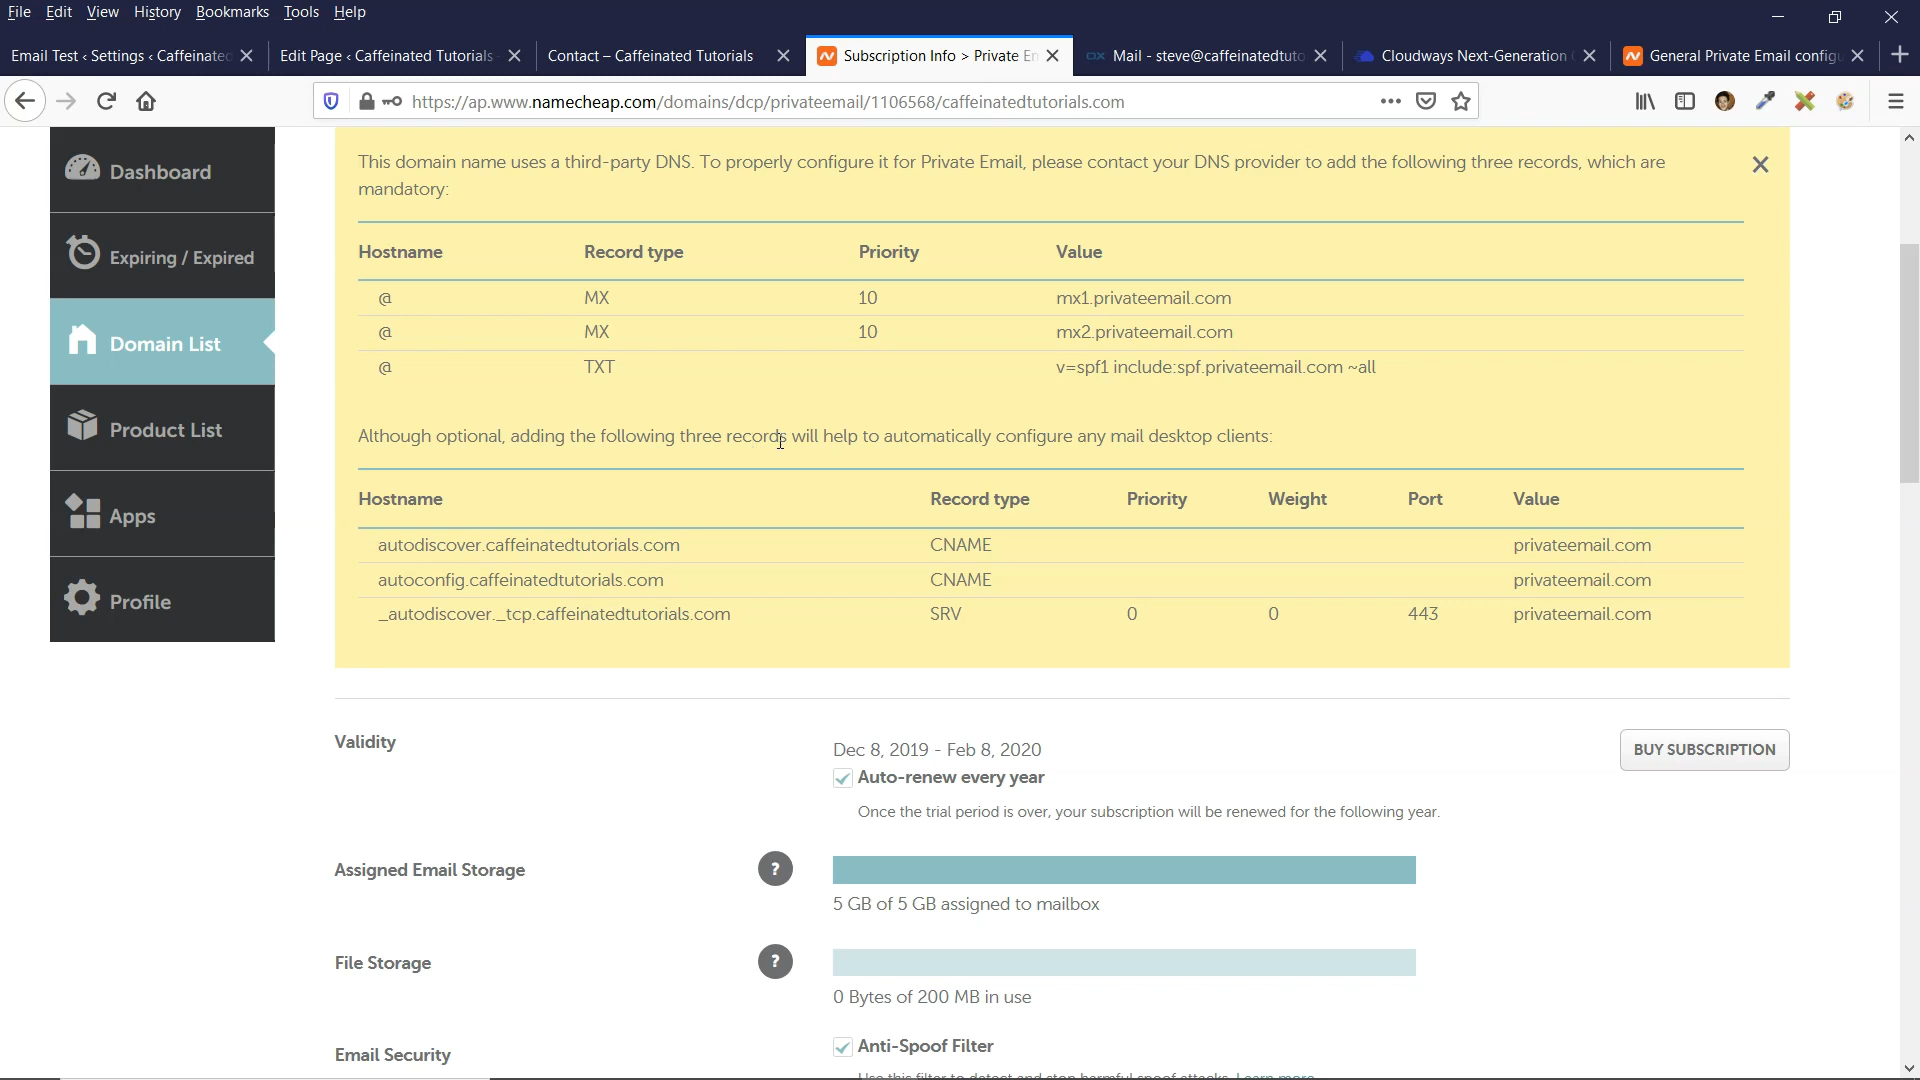 File Edit View History Bookmarks Tools Help
Email Test ‹ Settings ‹ Caffeinated
Edit Page ‹ Caffeinated Tutorials
Contact – Caffeinated Tutorials
Subscription Info > Private En
Mail - steve@caffeinatedtuto
Cloudways Next-Generation
General Private Email configu
https://ap.www.namecheap.com/domains/dcp/privateemail/1106568/caffeinatedtutorials.com
Dashboard
Expiring / Expired
Domain List
Product List
Apps
Profile
This domain name uses a third-party DNS. To properly configure it for Private Email, please contact your DNS provider to add the following three records, which are
mandatory:
Hostname Record type Priority Value
@ MX 10 mx1.privateemail.com
@ MX 10 mx2.privateemail.com
@ TXT v=spf1 include:spf.privateemail.com ~all
Although optional, adding the following three records will help to automatically configure any mail desktop clients:
Hostname Record type Priority Weight Port Value
autodiscover.caffeinatedtutorials.com CNAME privateemail.com
autoconfig.caffeinatedtutorials.com CNAME privateemail.com
_autodiscover._tcp.caffeinatedtutorials.com SRV 0 0 443 privateemail.com
Validity
Dec 8, 2019 - Feb 8, 2020
BUY SUBSCRIPTION
Auto-renew every year
Once the trial period is over, your subscription will be renewed for the following year.
Assigned Email Storage ?
5 GB of 5 GB assigned to mailbox
File Storage ?
0 Bytes of 200 MB in use
Email Security
Anti-Spoof Filter
Use this filter to detect and stop harmful spoof attacks. Learn more